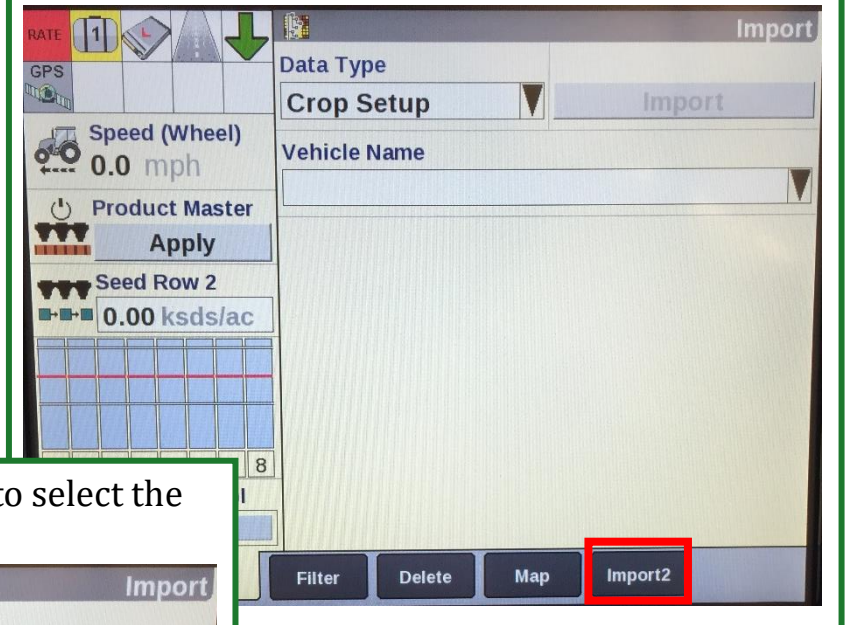 RATE 1 L Import
GPS
Data Type
Crop Setup Import
Speed (Wheel)
0.0 mph
Vehicle Name
Product Master
Apply
Seed Row 2
0.00 ksds/ac
8
to select the
Import
Filter Delete Map Import2